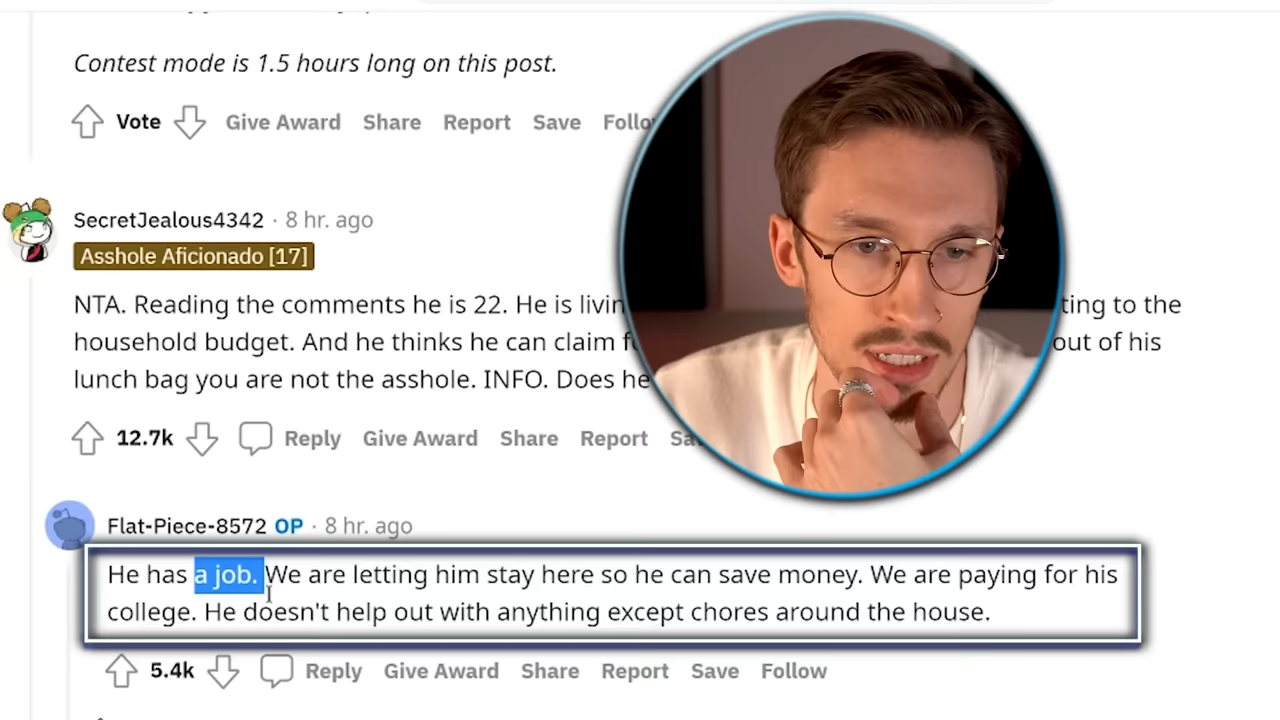 Contest mode is 1.5 hours long on this post.
Vote Give Award Share Report Save Follo
SecretJealous4342 · 8 hr. ago
Asshole Aficionado [17]
NTA. Reading the comments he is 22. He is livin ting to the
household budget. And he thinks he can claim f out of his
lunch bag you are not the asshole. INFO. Does he
12.7k Reply Give Award Share Report Sa
Flat-Piece-8572 OP · 8 hr. ago
He has a job. We are letting him stay here so he can save money. We are paying for his
college. He doesn't help out with anything except chores around the house.
5.4k Reply Give Award Share Report Save Follow